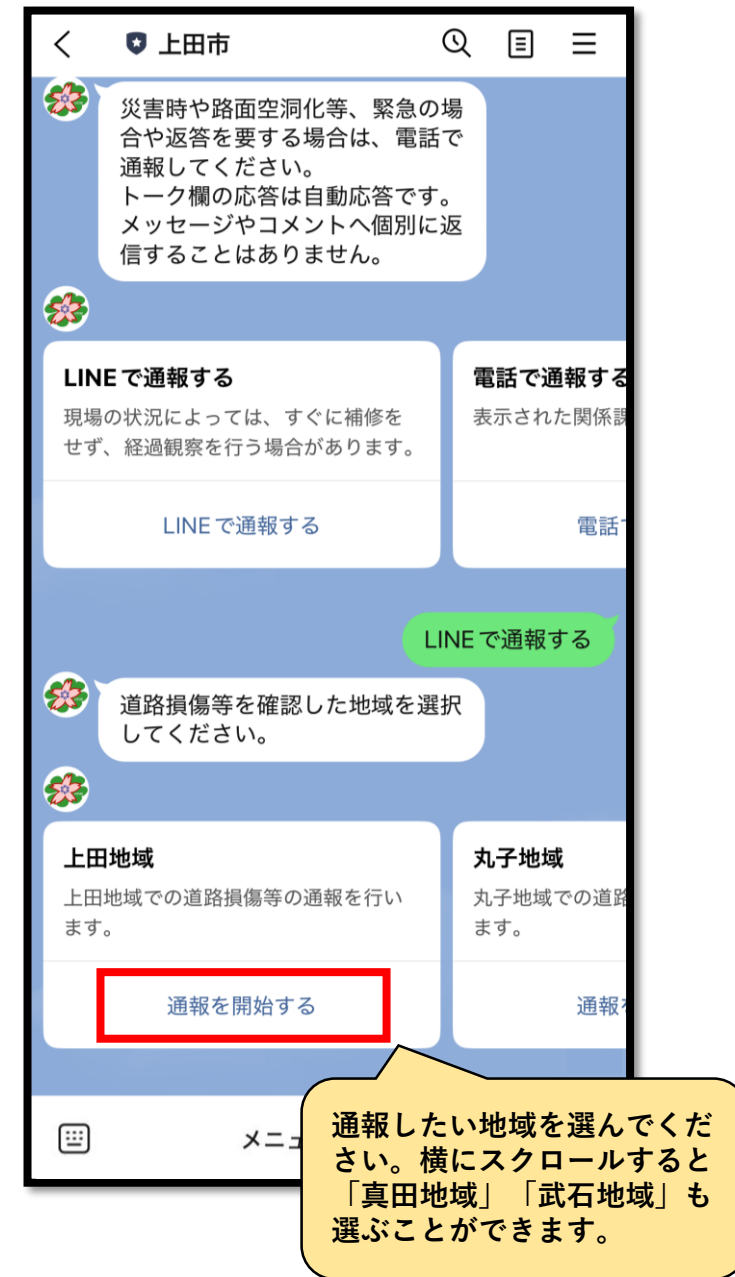 上田市
災害時や路面空洞化等、緊急の場
合や返答を要する場合は、電話で
通報してください。
トーク欄の応答は自動応答です。
メッセージやコメントへ個別に返
信することはありません。
LINEで通報する
現場の状況によっては、すぐに補修を
せず、経過観察を行う場合があります。
LINEで通報する
電話で通報する
表示された関係課
電話
LINEで通報する
道路損傷等を確認した地域を選択
してください。
上田地域
上田地域での道路損傷等の通報を行い
ます。
通報を開始する
丸子地域
丸子地域での道路
ます。
通報
メニュ
通報したい地域を選んでくだ
さい。横にスクロールすると
「真田地域」「武石地域」も
選ぶことができます。